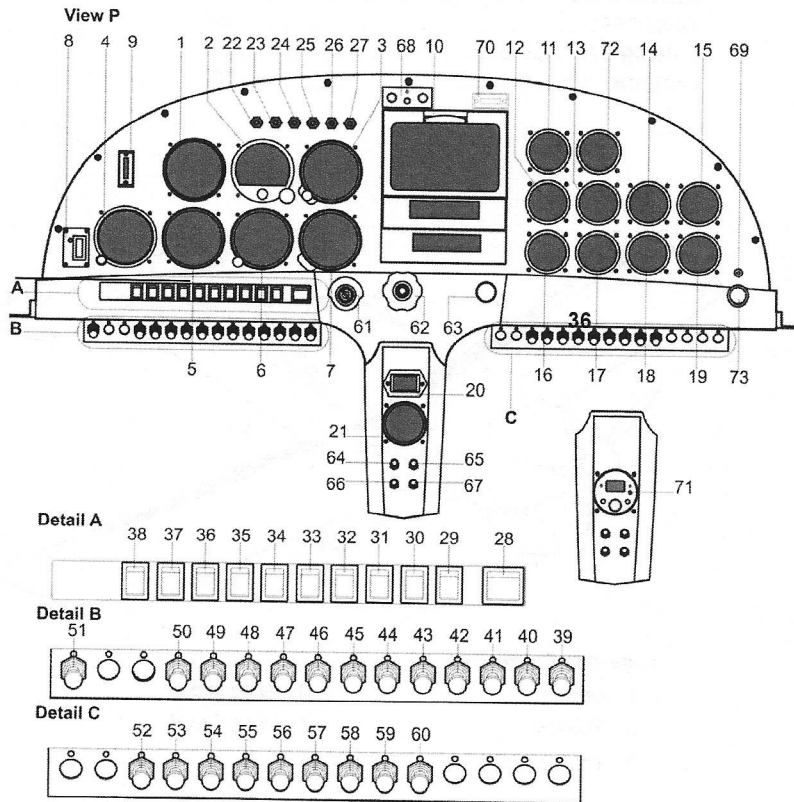 View P
8 4 9 1 2 22 23 24 25 26 27 3 68 10 70 12 11 13 72 14 15 69
A
B
5 6 7 61 62 63 36 16 17 18 19 73
20
C
21
64 65
66 67
71
Detail A
38 37 36 35 34 33 32 31 30 29 28
Detail B
51 50 49 48 47 46 45 44 43 42 41 40 39
Detail C
52 53 54 55 56 57 58 59 60